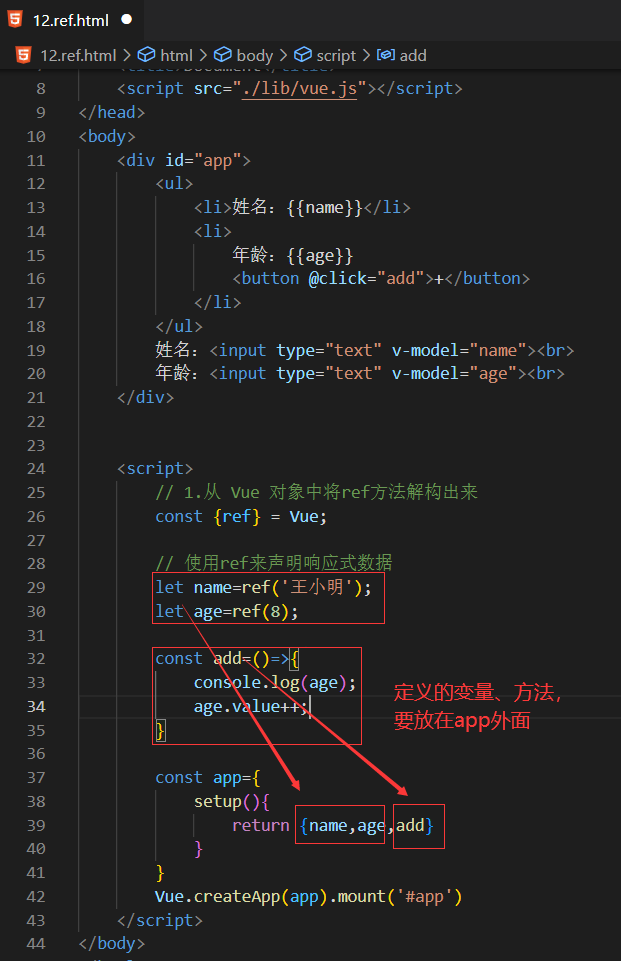 12.ref.html
12.ref.html > html > body > script > add
8 <script src="./lib/vue.js"></script>
9 </head>
10 <body>
11 <div id="app">
12 <ul>
13 <li>姓名：{{name}}</li>
14 <li>
15 年龄：{{age}}
16 <button @click="add">+</button>
17 </li>
18 </ul>
19 姓名：<input type="text" v-model="name"><br>
20 年龄：<input type="text" v-model="age"><br>
21 </div>
22
23
24 <script>
25 // 1.从 Vue 对象中将ref方法解构出来
26 const {ref} = Vue;
27
28 // 使用ref来声明响应式数据
29 let name=ref('王小明');
30 let age=ref(8);
31
32 const add=()=>{
33 console.log(age);
34 age.value++;
35 }
36
37 const app={
38 setup(){
39 return {name,age,add}
40 }
41 }
42 Vue.createApp(app).mount('#app')
43 </script>
44 </body>
定义的变量、方法，
要放在app外面